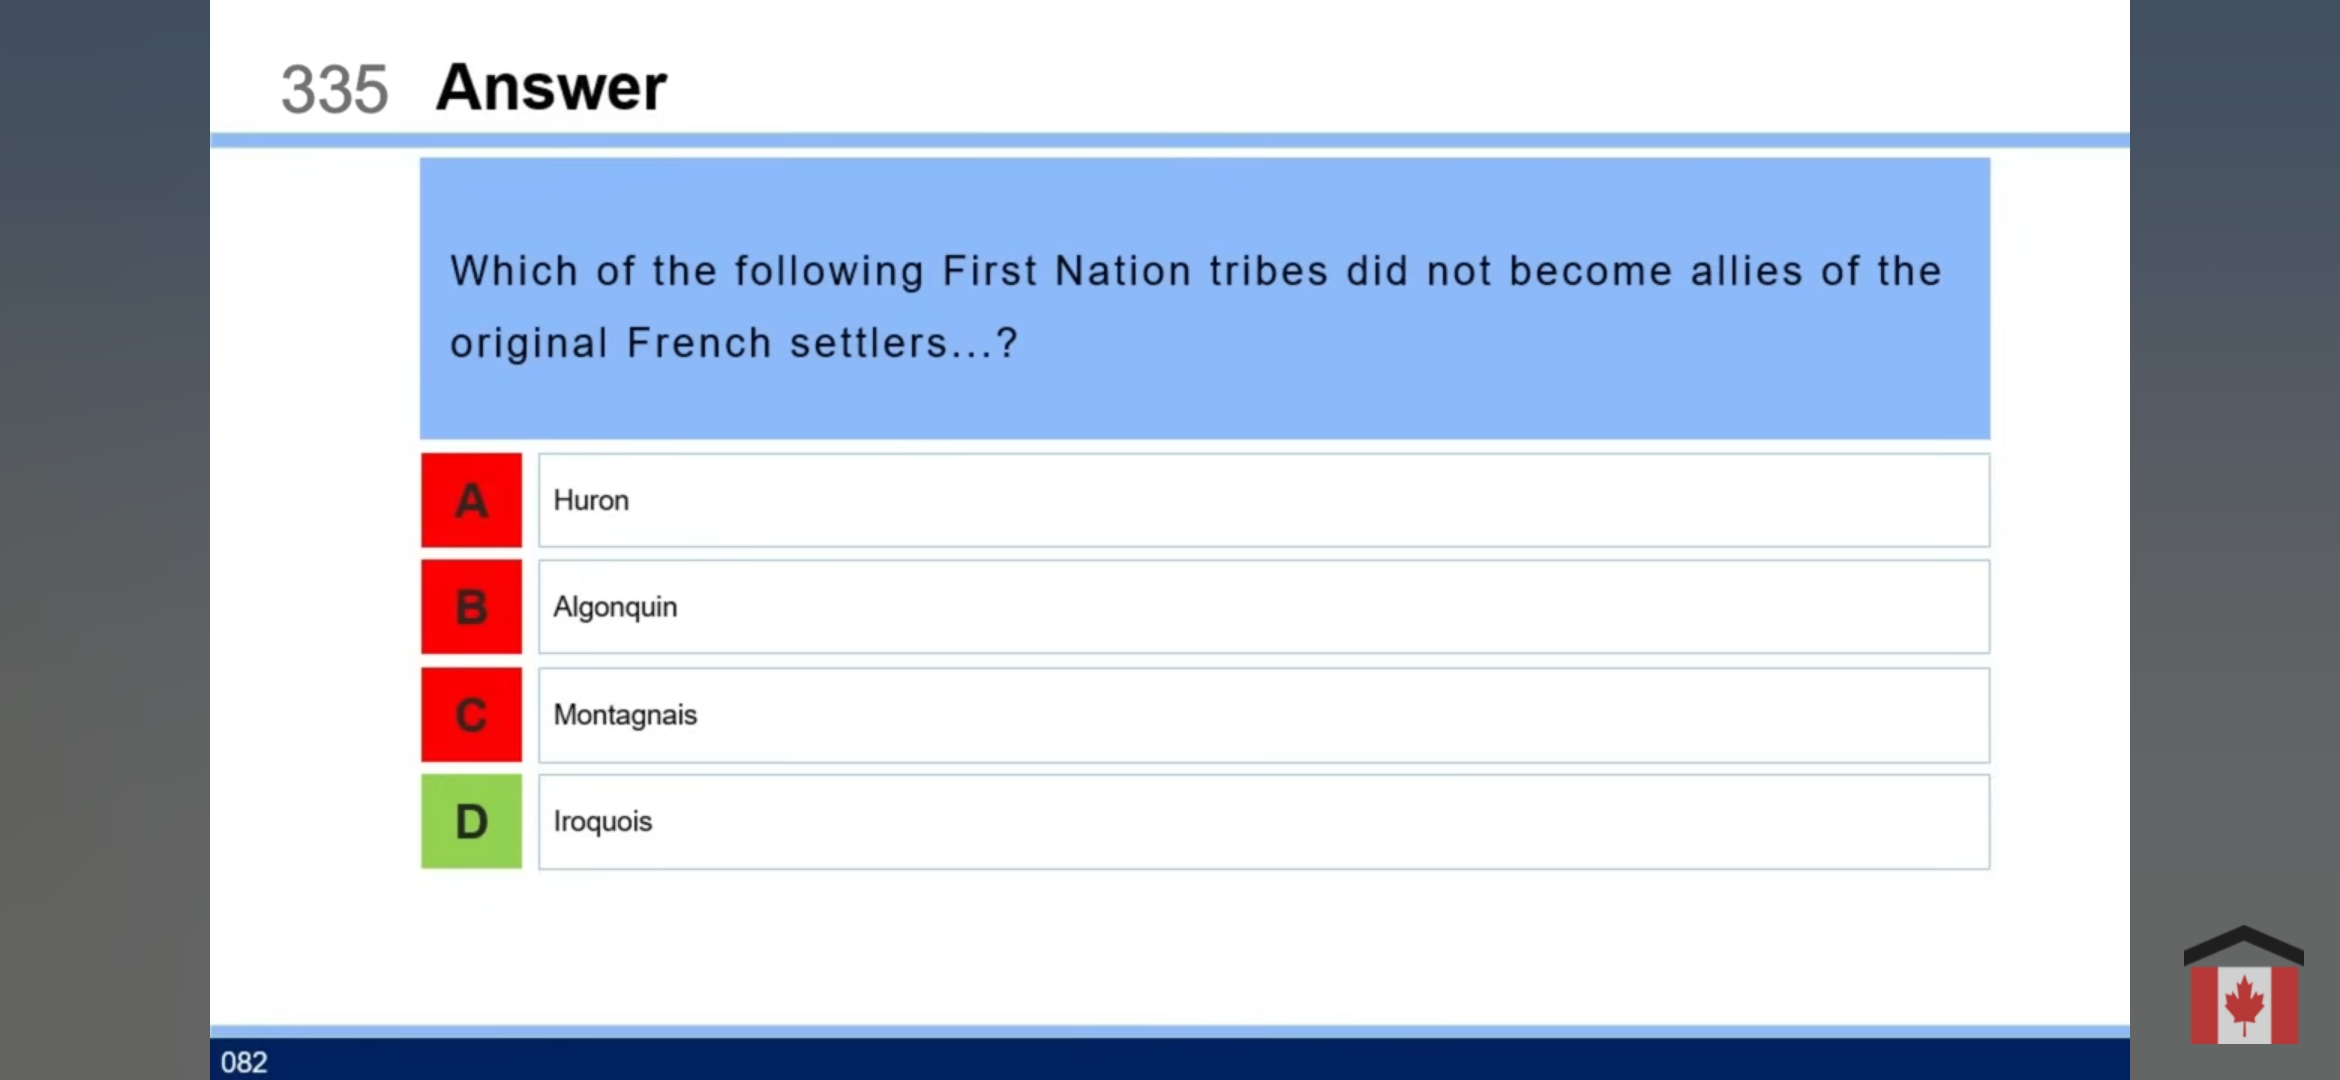 335 Answer
Which of the following First Nation tribes did not become allies of the
original French settlers...?
A Huron
B Algonquin
C Montagnais
D Iroquois
082